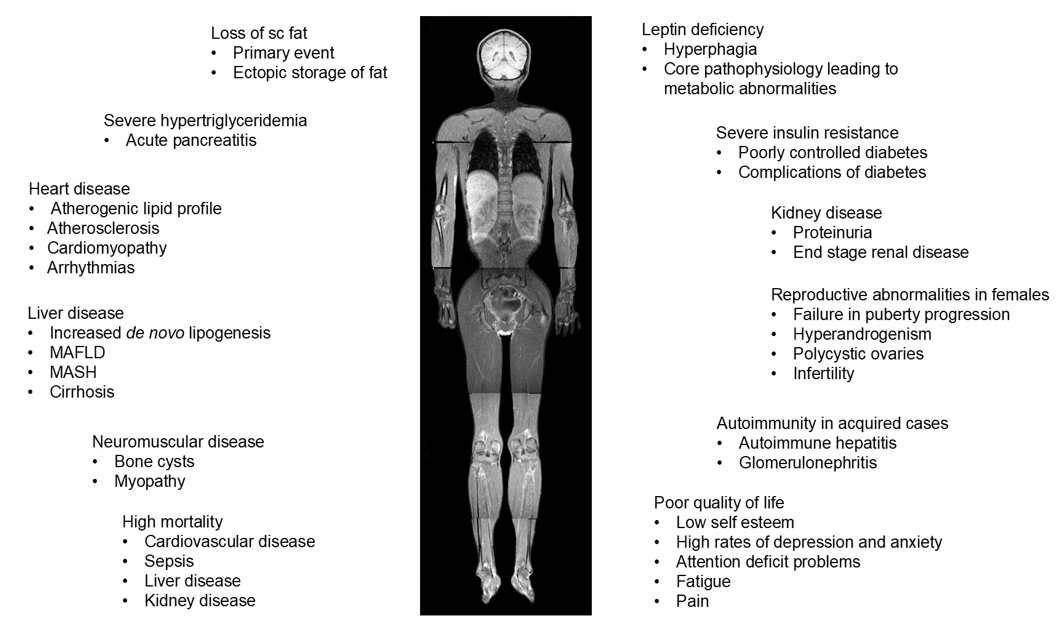 Loss of sc fat
• Primary event
• Ectopic storage of fat
Severe hypertriglyceridemia
• Acute pancreatitis
Heart disease
• Atherogenic lipid profile
• Atherosclerosis
• Cardiomyopathy
• Arrhythmias
Liver disease
• Increased de novo lipogenesis
• MAFLD
• MASH
• Cirrhosis
Neuromuscular disease
• Bone cysts
• Myopathy
High mortality
• Cardiovascular disease
• Sepsis
• Liver disease
• Kidney disease
Leptin deficiency
• Hyperphagia
• Core pathophysiology leading to
metabolic abnormalities
Severe insulin resistance
• Poorly controlled diabetes
• Complications of diabetes
Kidney disease
• Proteinuria
• End stage renal disease
Reproductive abnormalities in females
• Failure in puberty progression
• Hyperandrogenism
• Polycystic ovaries
• Infertility
Autoimmunity in acquired cases
• Autoimmune hepatitis
• Glomerulonephritis
Poor quality of life
• Low self esteem
• High rates of depression and anxiety
• Attention deficit problems
• Fatigue
• Pain